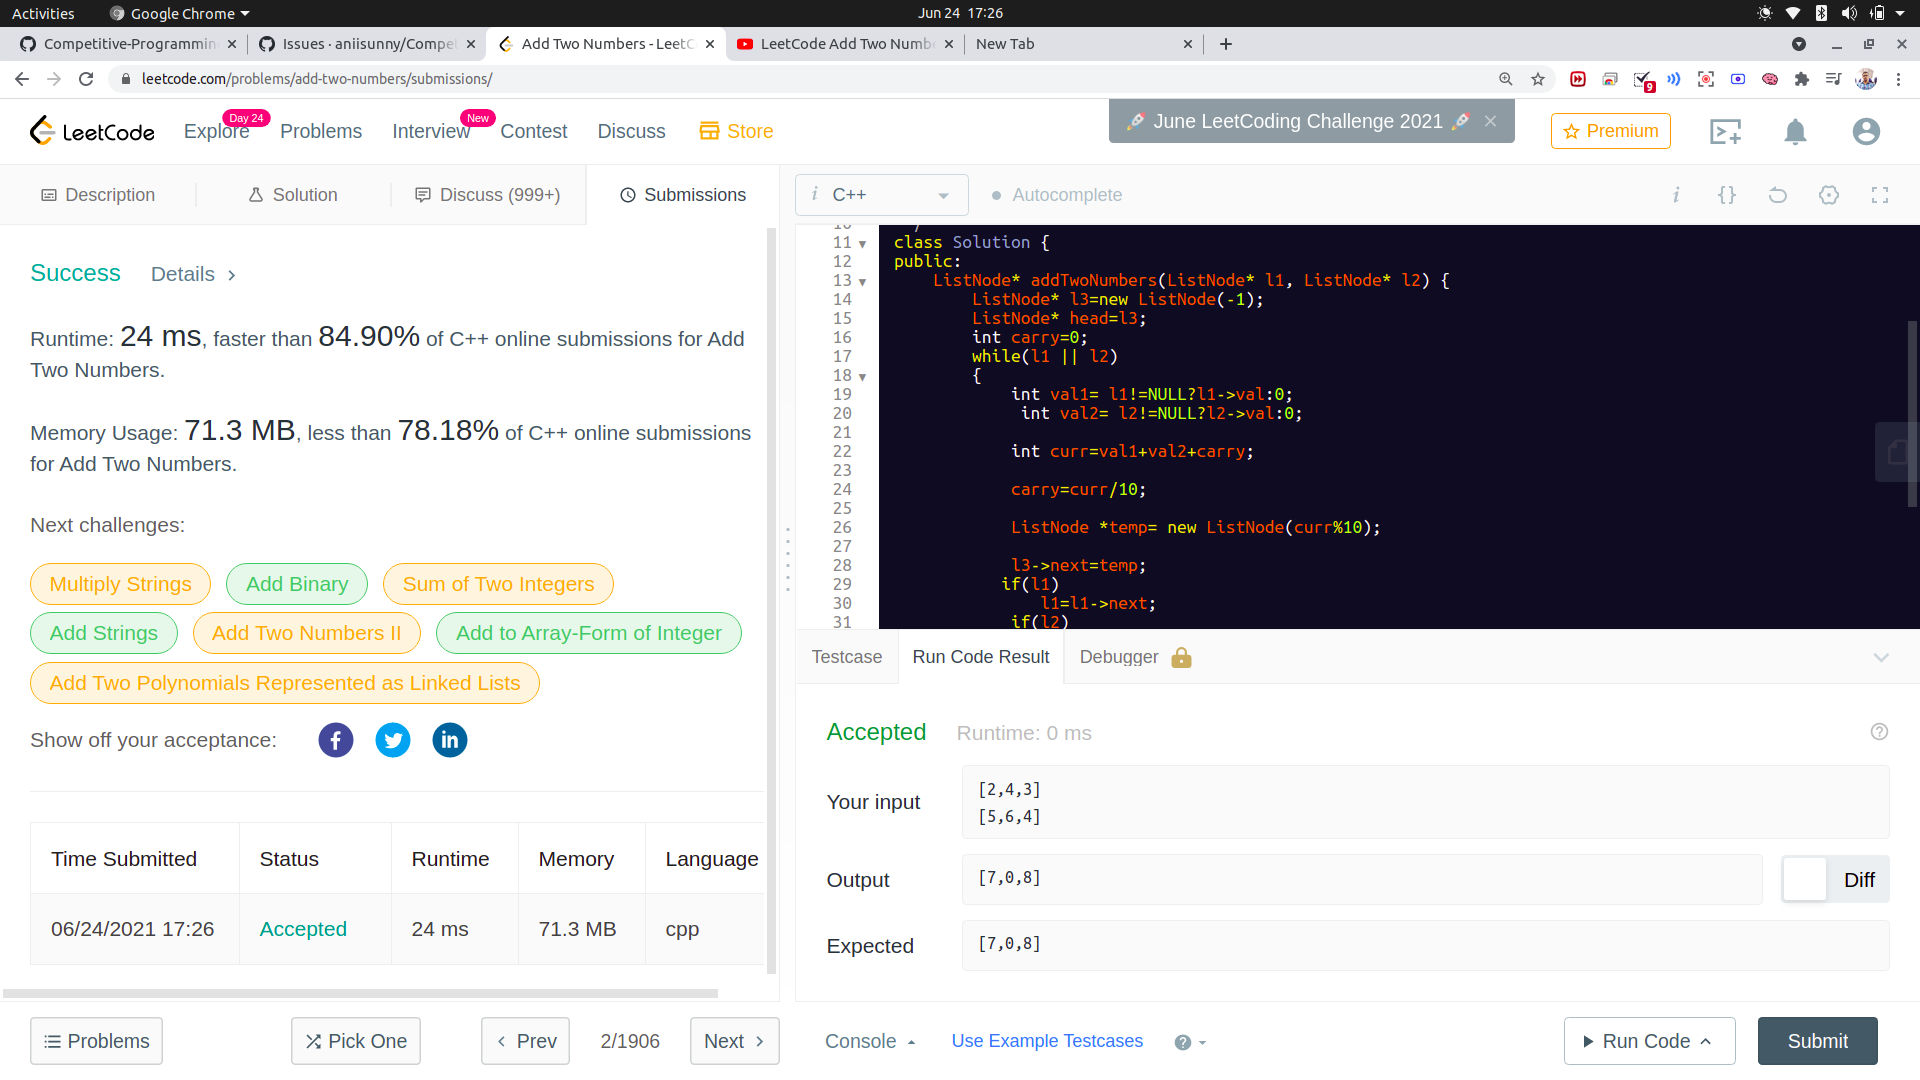 Activities
Google Chrome
Jun 24 17:26
Competitive-Programmin
Issues · aniisunny/Compet
Add Two Numbers - LeetC
LeetCode Add Two Numbe
New Tab
leetcode.com/problems/add-two-numbers/submissions/
9
LeetCode
Explore
Day 24
Problems
Interview
New
Contest
Discuss
Store
June LeetCoding Challenge 2021
Premium
Description
Solution
Discuss (999+)
Submissions
i C++
Autocomplete
i {}
Success Details >
Runtime: 24 ms, faster than 84.90% of C++ online submissions for Add
Two Numbers.
Memory Usage: 71.3 MB, less than 78.18% of C++ online submissions
for Add Two Numbers.
Next challenges:
Multiply Strings
Add Binary
Sum of Two Integers
Add Strings
Add Two Numbers II
Add to Array-Form of Integer
Add Two Polynomials Represented as Linked Lists
Show off your acceptance:
Time Submitted Status Runtime Memory Language
06/24/2021 17:26 Accepted 24 ms 71.3 MB cpp
11 class Solution {
12 public:
13 ListNode* addTwoNumbers(ListNode* l1, ListNode* l2) {
14 ListNode* l3=new ListNode(-1);
15 ListNode* head=l3;
16 int carry=0;
17 while(l1 || l2)
18 {
19 int val1= l1!=NULL?l1->val:0;
20 int val2= l2!=NULL?l2->val:0;
21
22 int curr=val1+val2+carry;
23
24 carry=curr/10;
25
26 ListNode *temp= new ListNode(curr%10);
27
28 l3->next=temp;
29 if(l1)
30 l1=l1->next;
31 if(l2)
Testcase
Run Code Result
Debugger
Accepted Runtime: 0 ms
Your input
[2,4,3]
[5,6,4]
Output
[7,0,8]
Diff
Expected
[7,0,8]
Problems
Pick One
Prev
2/1906
Next
Console
Use Example Testcases
Run Code
Submit